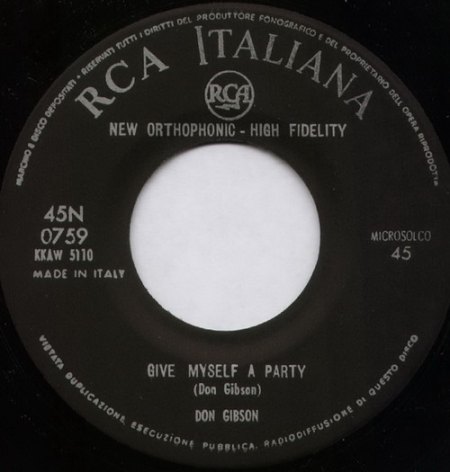 MARCHIO E DISCO DEPOSITATI • RISERVATI TUTTI I DIRITTI DEL PRODUTTORE FONOGRAFICO E DEL PROPRIETARIO DELL'OPERA RIPRODOTTA
RCA ITALIANA
RCA
NEW ORTHOPHONIC - HIGH FIDELITY
45N
0759
KKAW 5110
MADE IN ITALY
MICROSOLCO
45
GIVE MYSELF A PARTY
(Don Gibson)
DON GIBSON
VIETATA DUPLICAZIONE, ESECUZIONE PUBBLICA, RADIODIFFUSIONE DI QUESTO DISCO